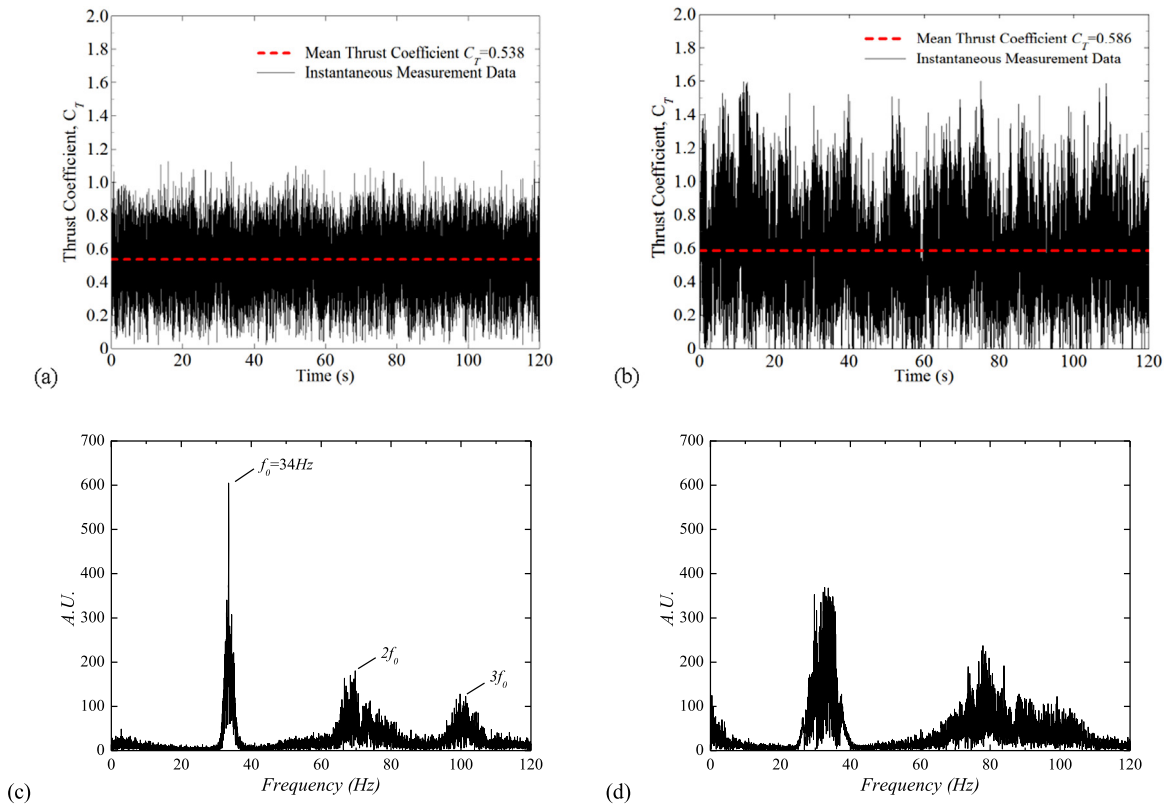 2.0
1.8
1.6
1.4
1.2
1.0
0.8
0.6
0.4
0.2
0
Thrust Coefficient, C_T
Mean Thrust Coefficient C_T=0.538
Instantaneous Measurement Data
0 20 40 60 80 100 120
Time (s)
(a)
2.0
1.8
1.6
1.4
1.2
1.0
0.8
0.6
0.4
0.2
0
Thrust Coefficient, C_T
Mean Thrust Coefficient C_T=0.586
Instantaneous Measurement Data
0 20 40 60 80 100 120
Time (s)
(b)
700
600
500
400
300
200
100
0
A.U.
f_0=34Hz
2f_0
3f_0
0 20 40 60 80 100 120
Frequency (Hz)
(c)
700
600
500
400
300
200
100
0
A.U.
0 20 40 60 80 100 120
Frequency (Hz)
(d)